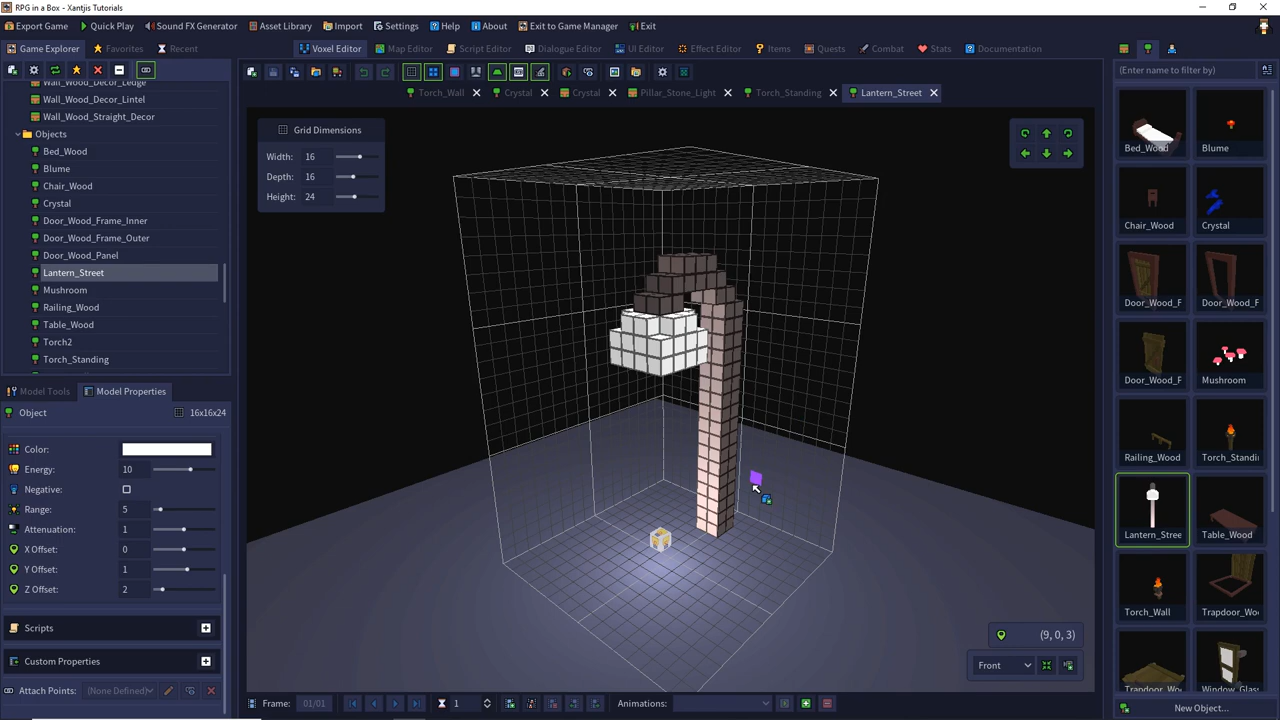 RPG in a Box - Xantjis Tutorials
Export Game Quick Play Sound FX Generator Asset Library Import Settings Help About Exit to Game Manager Exit
Game Explorer Favorites Recent
Voxel Editor Map Editor Script Editor Dialogue Editor UI Editor Effect Editor Items Quests Combat Stats Documentation
(Enter name to filter by)
Torch_Wall Crystal Crystal Pillar_Stone_Light Torch_Standing Lantern_Street
Wall_Wood_Decor_Ledge
Wall_Wood_Decor_Lintel
Wall_Wood_Straight_Decor
Objects
Bed_Wood
Blume
Chair_Wood
Crystal
Door_Wood_Frame_Inner
Door_Wood_Frame_Outer
Door_Wood_Panel
Lantern_Street
Mushroom
Railing_Wood
Table_Wood
Torch2
Torch_Standing
Model Tools Model Properties
Object 16x16x24
Color:
Energy: 10
Negative:
Range: 5
Attenuation: 1
X Offset: 0
Y Offset: 1
Z Offset: 2
Scripts
Custom Properties
Attach Points: (None Defined)
Grid Dimensions
Width: 16
Depth: 16
Height: 24
(9, 0, 3)
Front
Frame: 01/01 1 Animations:
Bed_Wood Blume
Chair_Wood Crystal
Door_Wood_F Door_Wood_F
Door_Wood_F Mushroom
Railing_Wood Torch_Standi
Lantern_Stree Table_Wood
Torch_Wall Trapdoor_Wo
Trapdoor_Wo Window_Glas
New Object...